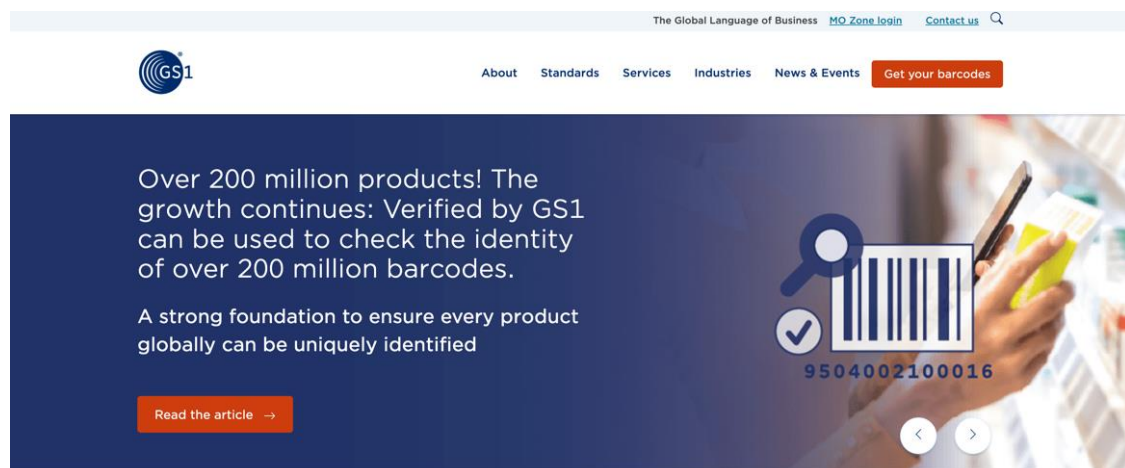 The Global Language of Business MO Zone login Contact us
GS1
About Standards Services Industries News & Events Get your barcodes
Over 200 million products! The
growth continues: Verified by GS1
can be used to check the identity
of over 200 million barcodes.
A strong foundation to ensure every product
globally can be uniquely identified
9504002100016
Read the article →